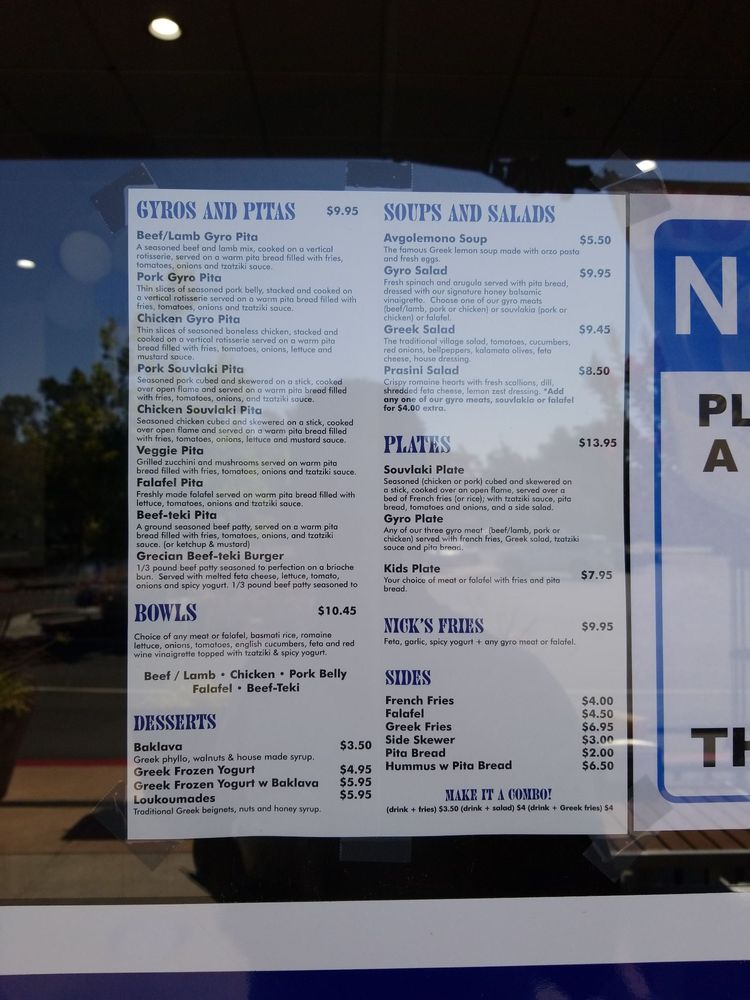 GYROS AND PITAS $9.95
Beef/Lamb Gyro Pita
A seasoned beef and lamb mix, cooked on a vertical
rotisserie, served on a warm pita bread filled with fries,
tomatoes, onions and tzatziki sauce.
Pork Gyro Pita
Thin slices of seasoned pork belly, stacked and cooked on
a vertical rotisserie served on a warm pita bread filled with
fries, tomatoes, onions and tzatziki sauce.
Chicken Gyro Pita
Thin slices of seasoned boneless chicken, stacked and
cooked on a vertical rotisserie served on a warm pita
bread filled with fries, tomatoes, onions, lettuce and
mustard sauce.
Pork Souvlaki Pita
Seasoned pork cubed and skewered on a stick, cooked
over open flame and served on a warm pita bread filled
with fries, tomatoes, onions, and tzatziki sauce.
Chicken Souvlaki Pita
Seasoned chicken cubed and skewered on a stick, cooked
over open flame and served on a warm pita bread filled
with fries, tomatoes, onions, lettuce and mustard sauce.
Veggie Pita
Grilled zucchini and mushrooms served on warm pita
bread filled with fries, tomatoes, onions and tzatziki sauce.
Falafel Pita
Freshly made falafel served on warm pita bread filled with
lettuce, tomatoes, onions and tzatziki sauce.
Beef-teki Pita
A ground seasoned beef patty, served on a warm pita
bread filled with fries, tomatoes, onions, and tzatziki
sauce. (or ketchup & mustard)
Grecian Beef-teki Burger
1/3 pound beef patty seasoned to perfection on a brioche
bun. Served with melted feta cheese, lettuce, tomato,
onions and spicy yogurt. 1/3 pound beef patty seasoned to
BOWLS $10.45
Choice of any meat or falafel, basmati rice, romaine
lettuce, onions, tomatoes, english cucumbers, feta and red
wine vinaigrette topped with tzatziki & spicy yogurt.
Beef / Lamb • Chicken • Pork Belly
Falafel • Beef-Teki
DESSERTS
Baklava $3.50
Greek phyllo, walnuts & house made syrup.
Greek Frozen Yogurt $4.95
Greek Frozen Yogurt w Baklava $5.95
Loukoumades $5.95
Traditional Greek beignets, nuts and honey syrup.
SOUPS AND SALADS
Avgolemono Soup $5.50
The famous Greek lemon soup made with orzo pasta
and fresh eggs.
Gyro Salad $9.95
Fresh spinach and arugula served with pita bread,
dressed with our signature honey balsamic
vinaigrette. Choose one of our gyro meats
(beef/lamb, pork or chicken) or souvlakia (pork or
chicken) or falafel.
Greek Salad $9.45
The traditional village salad, tomatoes, cucumbers,
red onions, bellpeppers, kalamata olives, feta
cheese, house dressing.
Prasini Salad $8.50
Crispy romaine hearts with fresh scallions, dill,
shredded feta cheese, lemon zest dressing. *Add
any one of our gyro meats, souvlakia or falafel
for $4.00 extra.
PLATES $13.95
Souvlaki Plate
Seasoned (chicken or pork) cubed and skewered on
a stick, cooked over an open flame, served over a
bed of French fries (or rice); with tzatziki sauce, pita
bread, tomatoes and onions, and a side salad.
Gyro Plate
Any of our three gyro meat (beef/lamb, pork or
chicken) served with french fries, Greek salad, tzatziki
sauce and pita bread.
Kids Plate $7.95
Your choice of meat or falafel with fries and pita
bread.
NICK'S FRIES $9.95
Feta, garlic, spicy yogurt + any gyro meat or falafel.
SIDES
French Fries $4.00
Falafel $4.50
Greek Fries $6.95
Side Skewer $3.00
Pita Bread $2.00
Hummus w Pita Bread $6.50
MAKE IT A COMBO!
(drink + fries) $3.50 (drink + salad) $4 (drink + Greek fries) $4
N
PL
A
TH